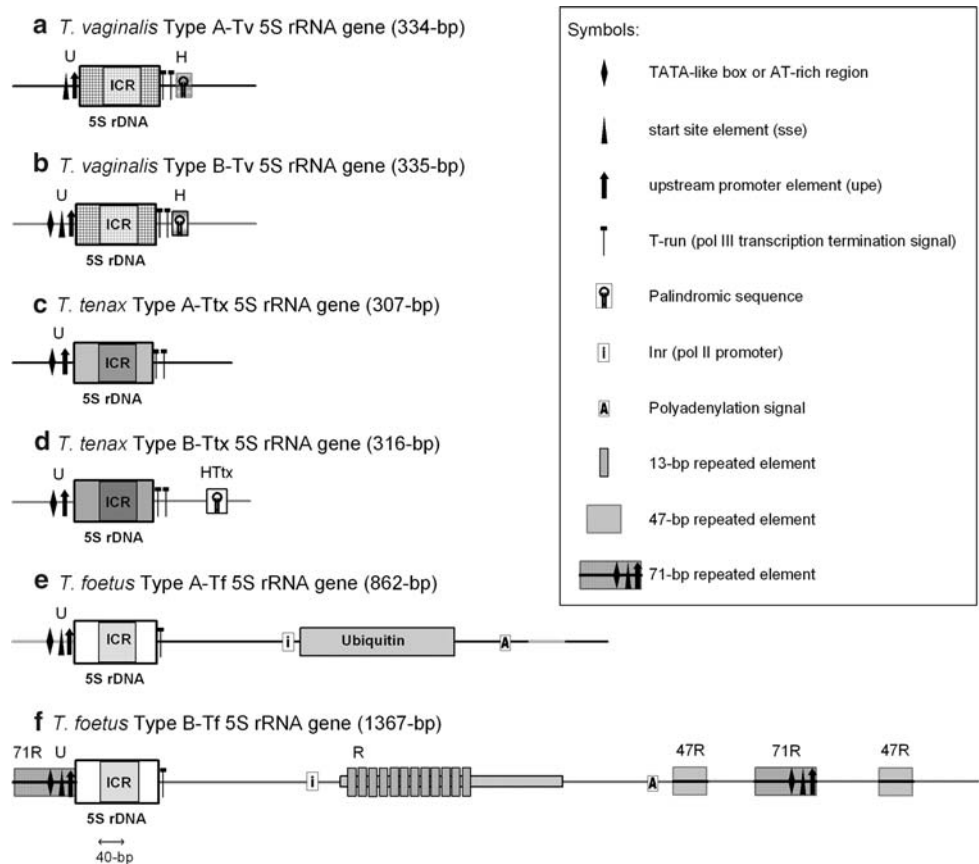 a T. vaginalis Type A-Tv 5S rRNA gene (334-bp)
U H
ICR
5S rDNA
b T. vaginalis Type B-Tv 5S rRNA gene (335-bp)
U H
ICR
5S rDNA
c T. tenax Type A-Ttx 5S rRNA gene (307-bp)
U
ICR
5S rDNA
d T. tenax Type B-Ttx 5S rRNA gene (316-bp)
U HTtx
ICR
5S rDNA
e T. foetus Type A-Tf 5S rRNA gene (862-bp)
U
ICR i Ubiquitin A
5S rDNA
f T. foetus Type B-Tf 5S rRNA gene (1367-bp)
71R U R 47R 71R 47R
ICR i A
5S rDNA
40-bp
Symbols:
TATA-like box or AT-rich region
start site element (sse)
upstream promoter element (upe)
T-run (pol III transcription termination signal)
Palindromic sequence
i Inr (pol II promoter)
A Polyadenylation signal
13-bp repeated element
47-bp repeated element
71-bp repeated element